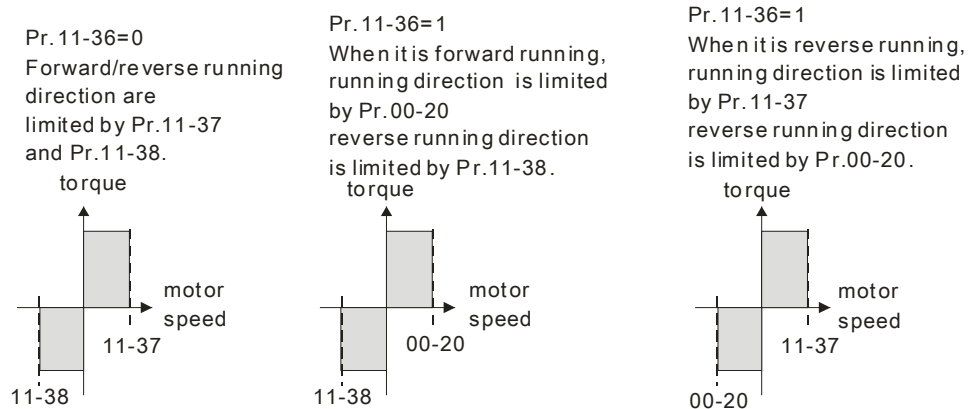 Pr.11-36=0
Forward/reverse running
direction are
limited by Pr.11-37
and Pr.11-38.
torque
motor
speed
11-37
11-38
Pr.11-36=1
When it is forward running,
running direction is limited
by Pr.00-20
reverse running direction
is limited by Pr.11-38.
torque
motor
speed
00-20
11-38
Pr.11-36=1
When it is reverse running,
running direction is limited
by Pr.11-37
reverse running direction
is limited by Pr.00-20.
torque
motor
speed
11-37
00-20